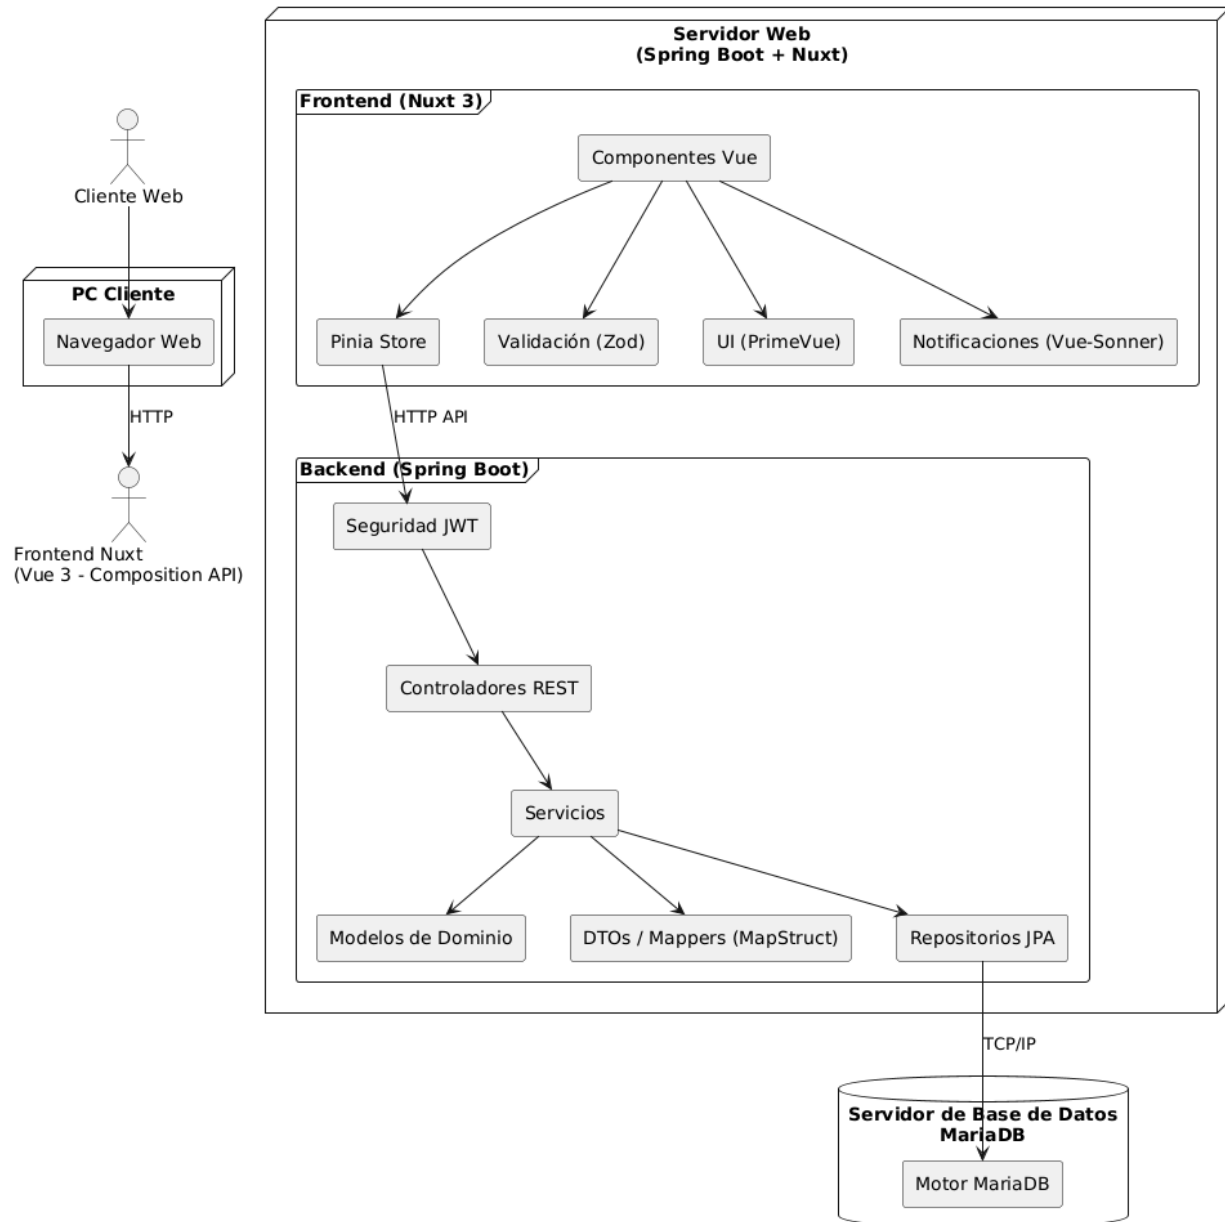 Servidor Web
(Spring Boot + Nuxt)
Frontend (Nuxt 3)
Componentes Vue
Cliente Web
PC Cliente
Navegador Web
Pinia Store
Validación (Zod)
UI (PrimeVue)
Notificaciones (Vue-Sonner)
HTTP
HTTP API
Backend (Spring Boot)
Seguridad JWT
Frontend Nuxt
(Vue 3 - Composition API)
Controladores REST
Servicios
Modelos de Dominio
DTOs / Mappers (MapStruct)
Repositorios JPA
TCP/IP
Servidor de Base de Datos
MariaDB
Motor MariaDB